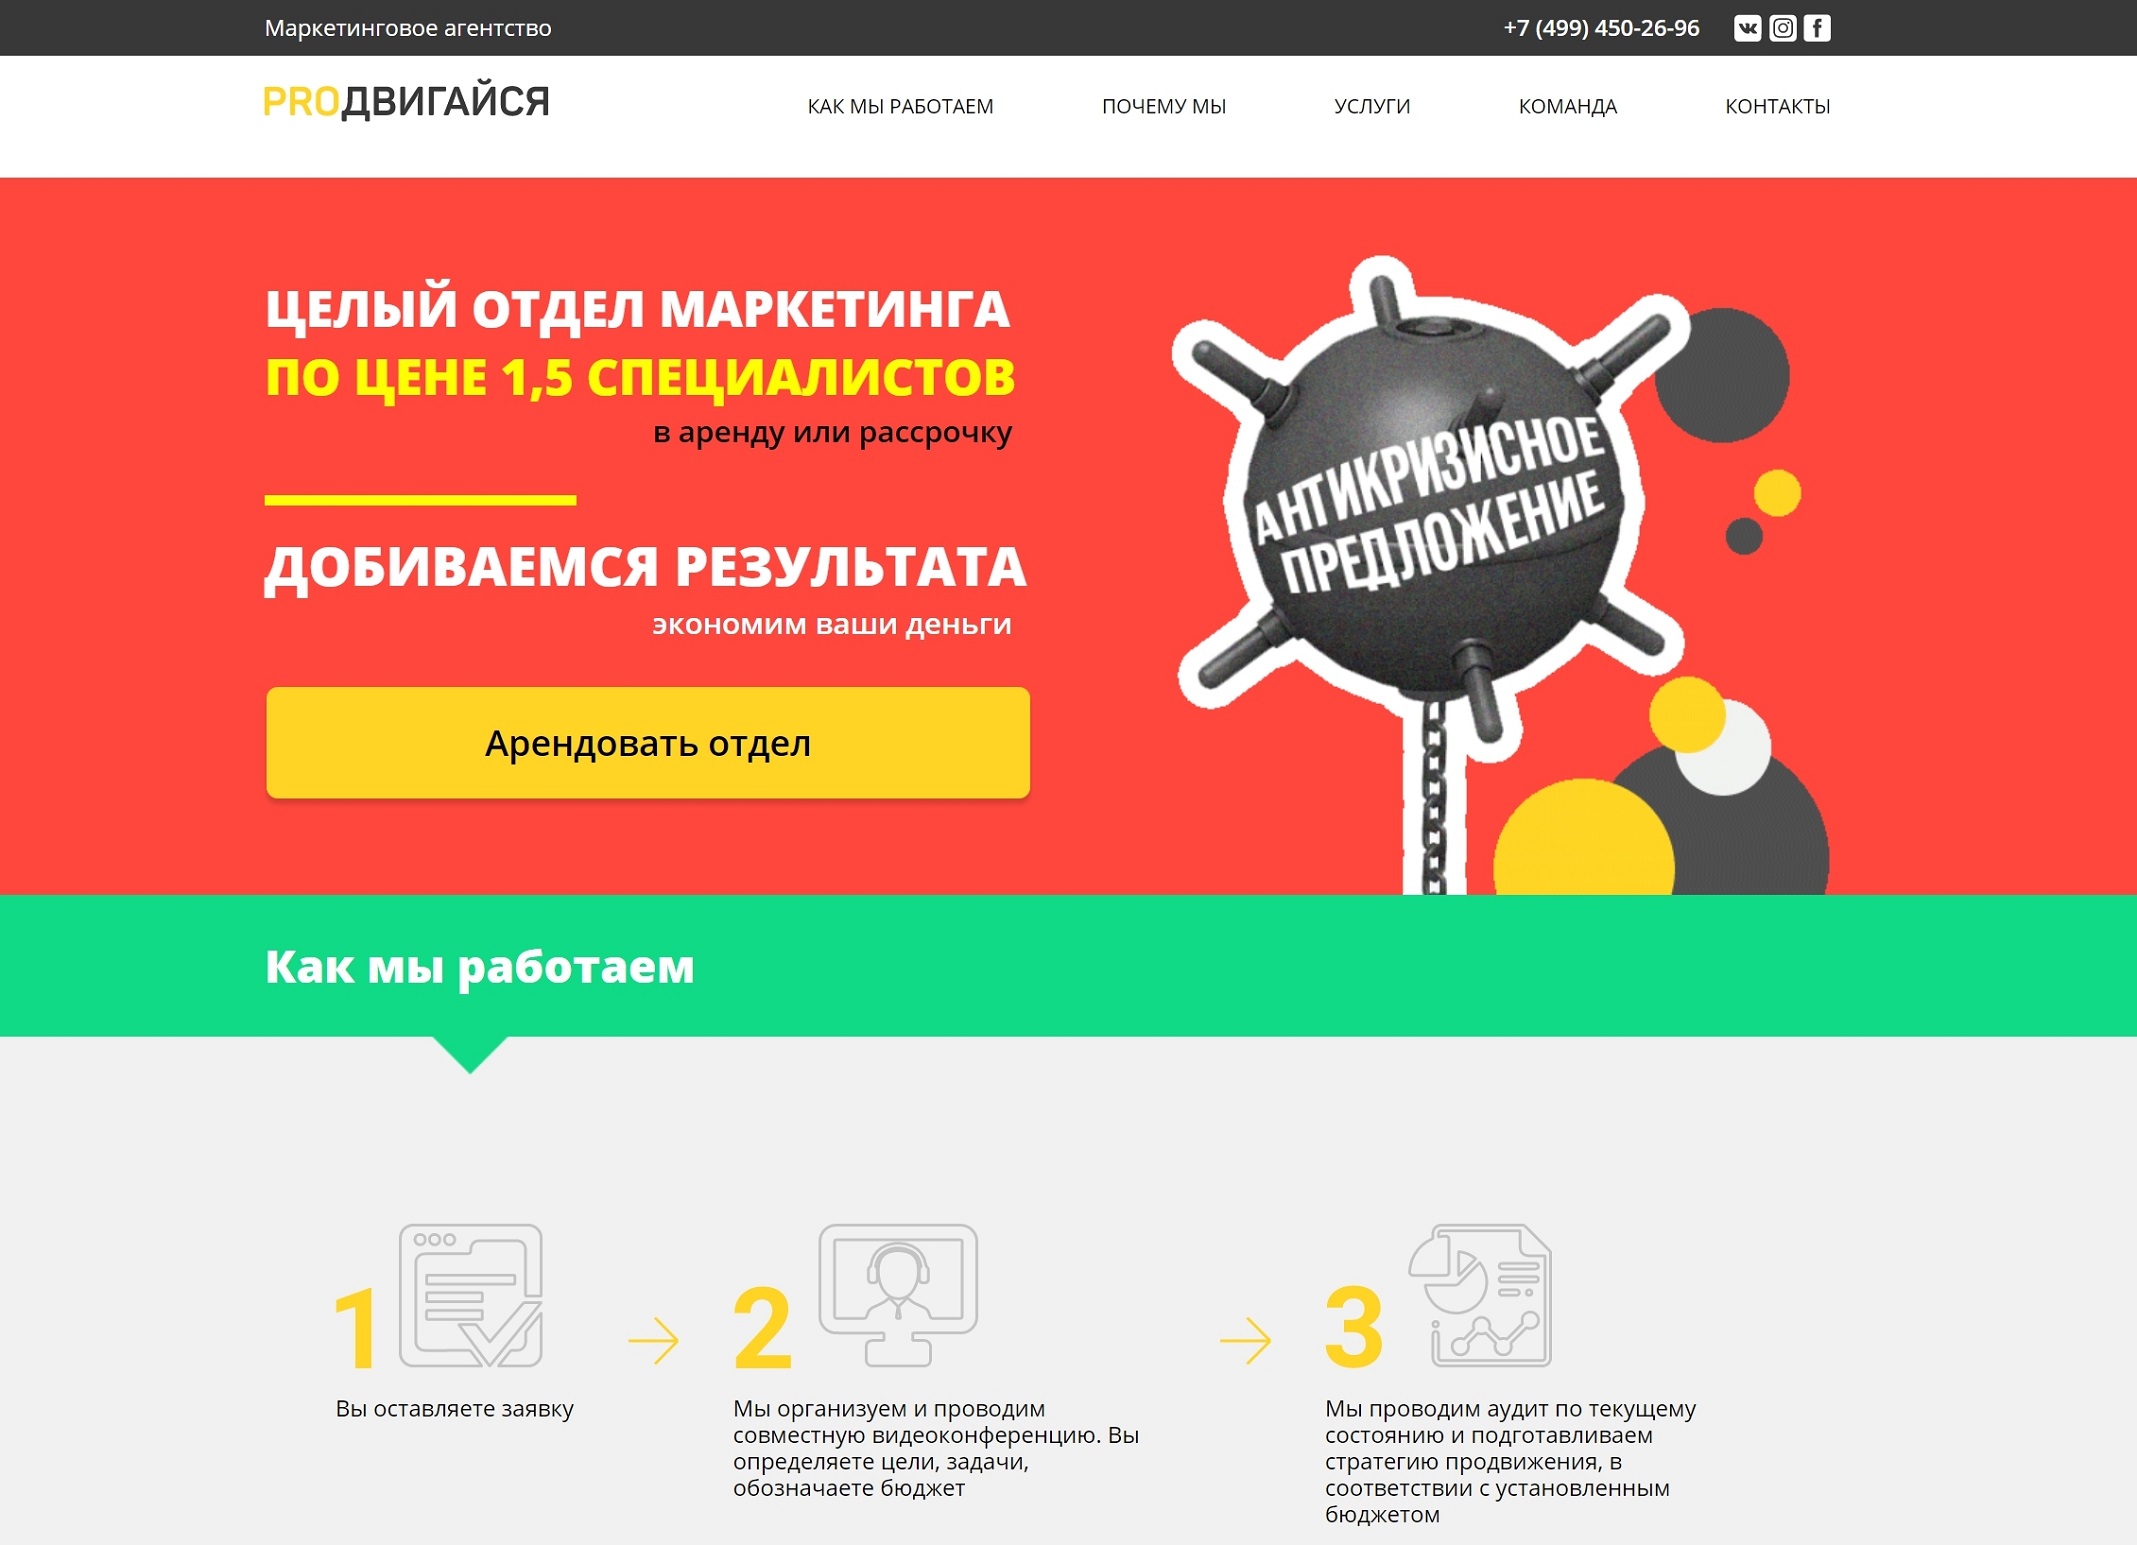 Маркетинговое агентство
+7 (499) 450-26-96
PROДВИГАЙСЯ
КАК МЫ РАБОТАЕМ
ПОЧЕМУ МЫ
УСЛУГИ
КОМАНДА
КОНТАКТЫ
ЦЕЛЫЙ ОТДЕЛ МАРКЕТИНГА
ПО ЦЕНЕ 1,5 СПЕЦИАЛИСТОВ
в аренду или рассрочку
ДОБИВАЕМСЯ РЕЗУЛЬТАТА
экономим ваши деньги
Арендовать отдел
АНТИКРИЗИСНОЕ
ПРЕДЛОЖЕНИЕ
Как мы работаем
1
Вы оставляете заявку
2
Мы организуем и проводим
совместную видеоконференцию. Вы
определяете цели, задачи,
обозначаете бюджет
3
Мы проводим аудит по текущему
состоянию и подготавливаем
стратегию продвижения, в
соответствии с установленным
бюджетом